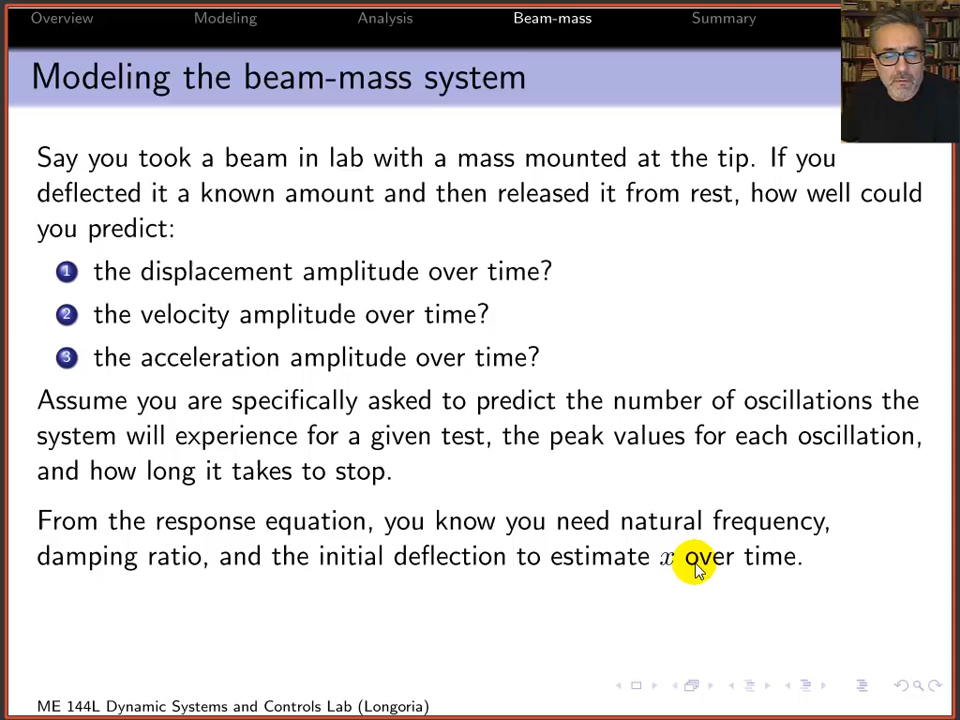 Overview Modeling Analysis Beam-mass Summary
Modeling the beam-mass system
Say you took a beam in lab with a mass mounted at the tip. If you
deflected it a known amount and then released it from rest, how well could
you predict:
1 the displacement amplitude over time?
2 the velocity amplitude over time?
3 the acceleration amplitude over time?
Assume you are specifically asked to predict the number of oscillations the
system will experience for a given test, the peak values for each oscillation,
and how long it takes to stop.
From the response equation, you know you need natural frequency,
damping ratio, and the initial deflection to estimate x over time.
ME 144L Dynamic Systems and Controls Lab (Longoria)